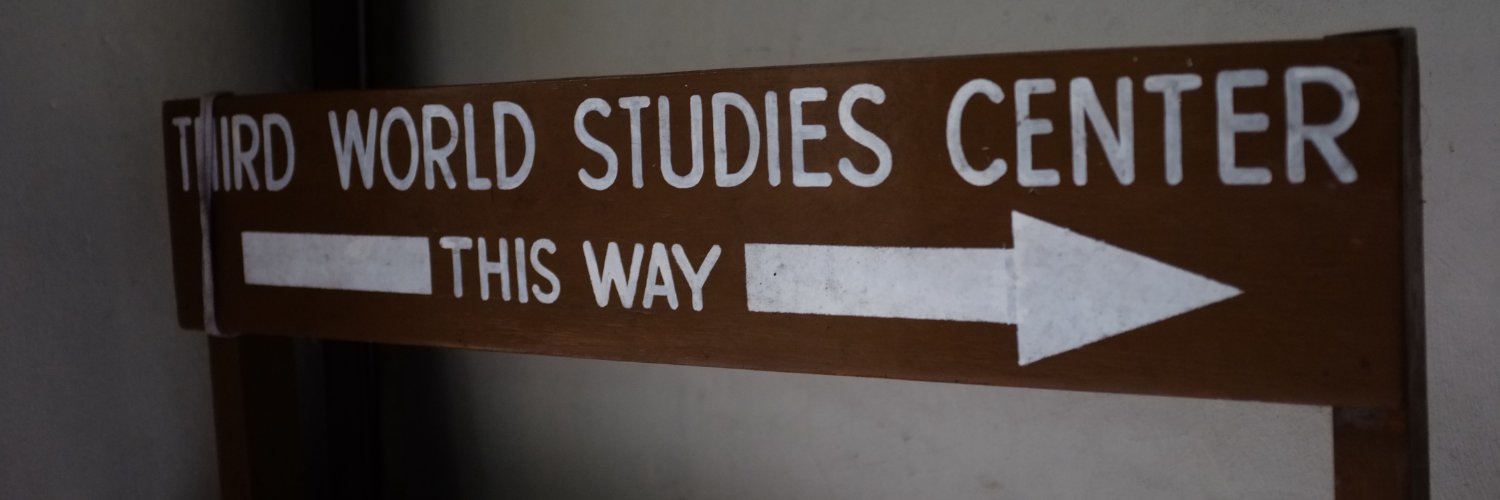 THIRD WORLD STUDIES CENTER
THIS WAY